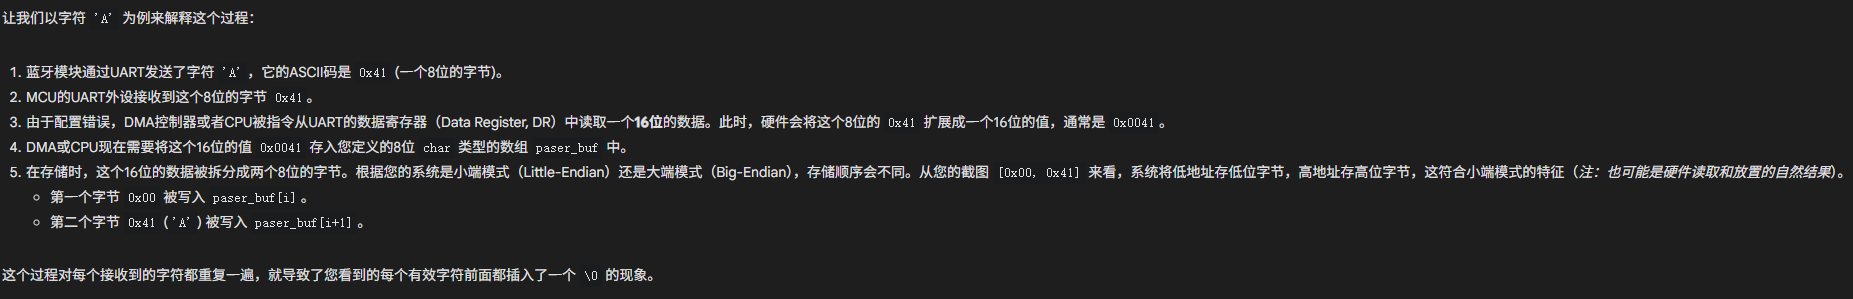 让我们以字符 'A' 为例来解释这个过程：
1. 蓝牙模块通过UART发送了字符 'A' ，它的ASCII码是 0x41 (一个8位的字节)。
2. MCU的UART外设接收到这个8位的字节 0x41 。
3. 由于配置错误，DMA控制器或者CPU被指令从UART的数据寄存器（Data Register, DR）中读取一个16位的数据。此时，硬件会将这个8位的 0x41 扩展成一个16位的值，通常是 0x0041 。
4. DMA或CPU现在需要将这个16位的值 0x0041 存入您定义的8位 char 类型的数组 paser_buf 中。
5. 在存储时，这个16位的数据被拆分成两个8位的字节。根据您的系统是小端模式（Little-Endian）还是大端模式（Big-Endian），存储顺序会不同。从您的截图 [0x00, 0x41] 来看，系统将低地址存低位字节，高地址存高位字节，这符合小端模式的特征（注：也可能是硬件读取和放置的自然结果）。
○ 第一个字节 0x00 被写入 paser_buf[i] 。
○ 第二个字节 0x41 ('A') 被写入 paser_buf[i+1] 。
这个过程对每个接收到的字符都重复一遍，就导致了您看到的每个有效字符前面都插入了一个 \0 的现象。